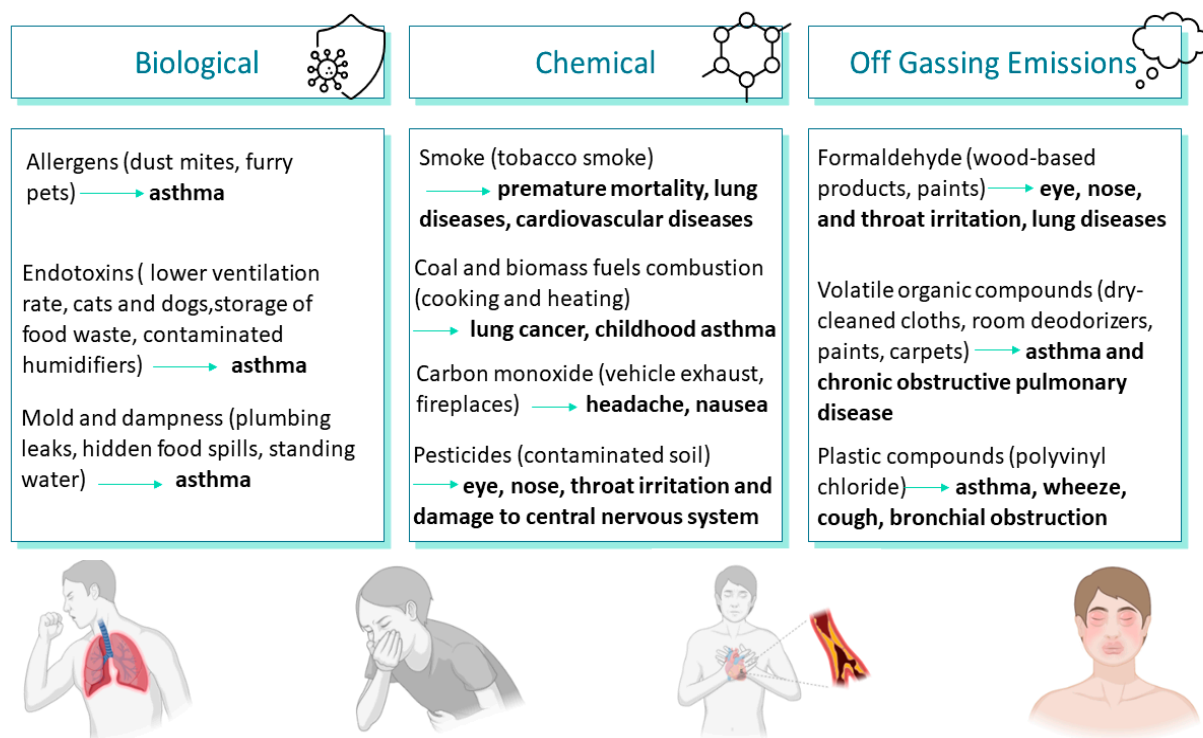 Biological
Chemical
Off Gassing Emissions
Allergens (dust mites, furry
pets) asthma
Endotoxins ( lower ventilation
rate, cats and dogs,storage of
food waste, contaminated
humidifiers) asthma
Mold and dampness (plumbing
leaks, hidden food spills, standing
water) asthma
Smoke (tobacco smoke)
premature mortality, lung
diseases, cardiovascular diseases
Coal and biomass fuels combustion
(cooking and heating)
lung cancer, childhood asthma
Carbon monoxide (vehicle exhaust,
fireplaces) headache, nausea
Pesticides (contaminated soil)
eye, nose, throat irritation and
damage to central nervous system
Formaldehyde (wood-based
products, paints) eye, nose,
and throat irritation, lung diseases
Volatile organic compounds (dry-
cleaned cloths, room deodorizers,
paints, carpets) asthma and
chronic obstructive pulmonary
disease
Plastic compounds (polyvinyl
chloride) asthma, wheeze,
cough, bronchial obstruction